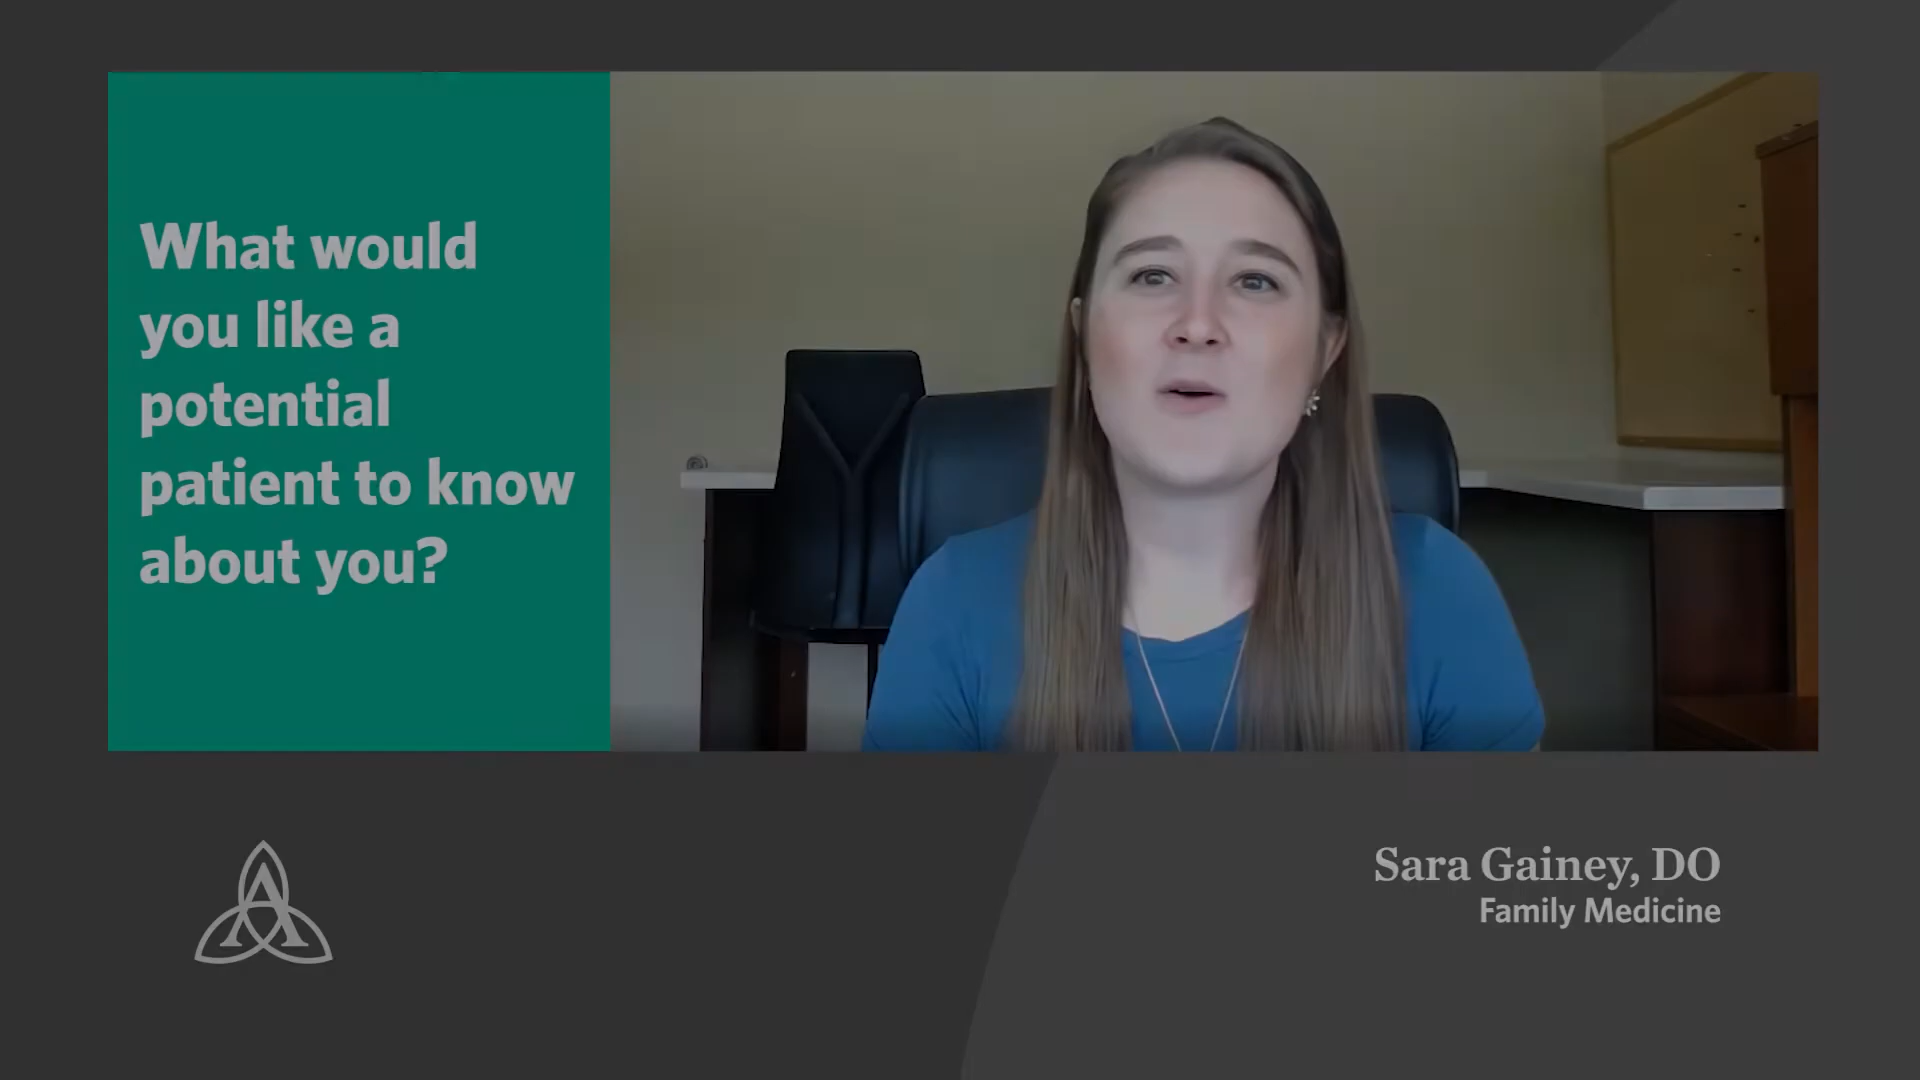 What would
you like a
potential
patient to know
about you?
A
Sara Gainey, DO
Family Medicine